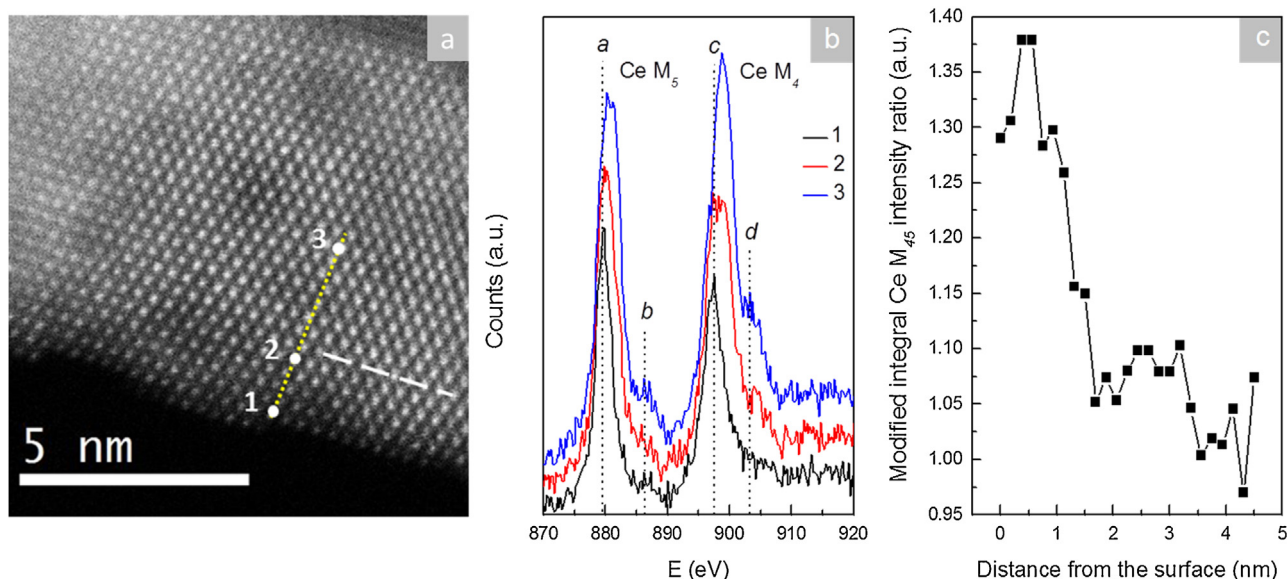 a
3
2
1
5 nm
b
a
c
Ce M5
Ce M4
1
2
3
d
b
Counts (a.u.)
870 880 890 900 910 920
E (eV)
c
Modified integral Ce M45 intensity ratio (a.u.)
1.40
1.35
1.30
1.25
1.20
1.15
1.10
1.05
1.00
0.95
0 1 2 3 4 5
Distance from the surface (nm)